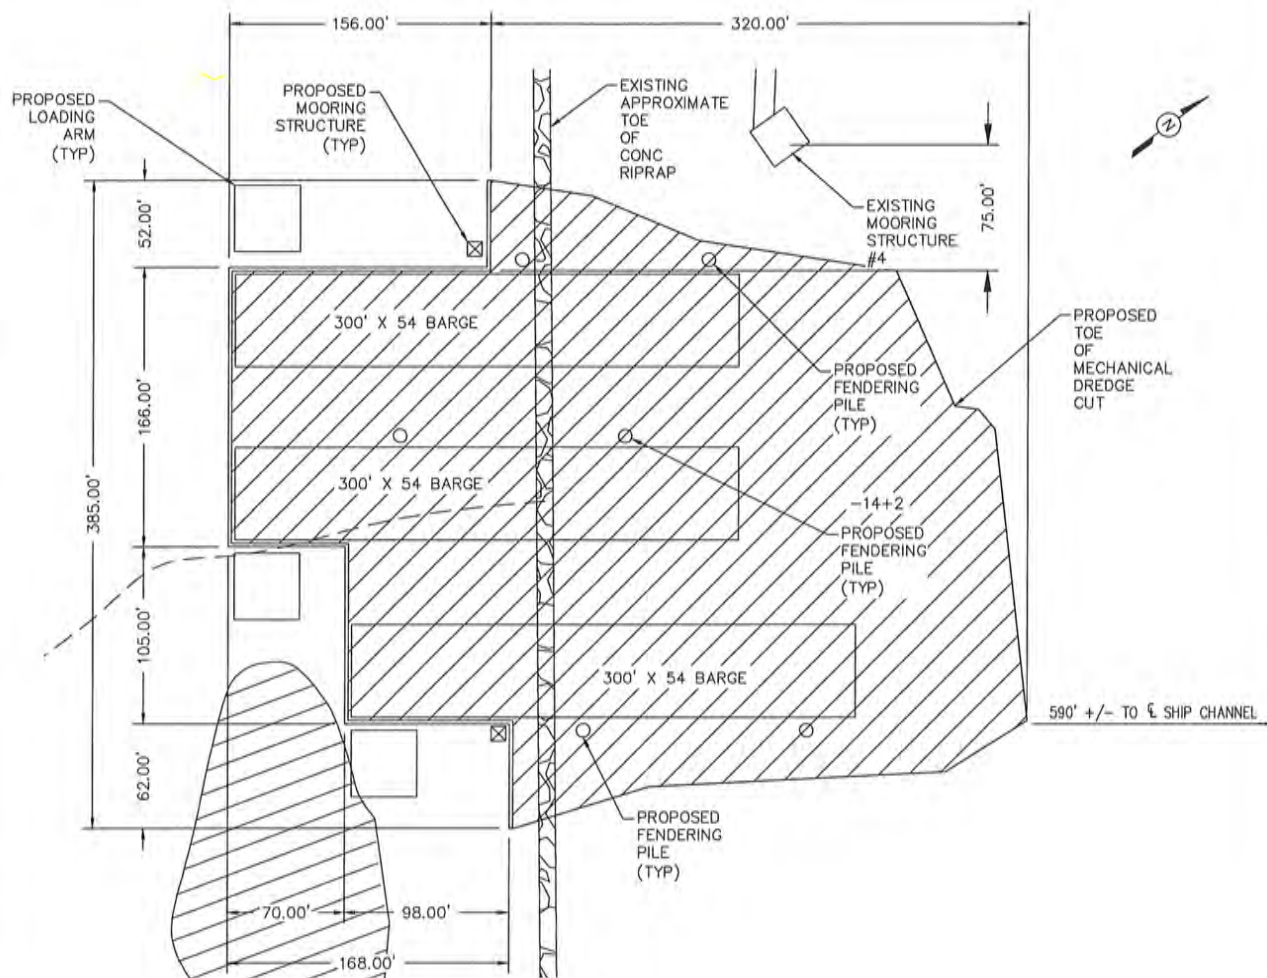 156.00'
320.00'
PROPOSED
LOADING
ARM
(TYP)
PROPOSED
MOORING
STRUCTURE
(TYP)
EXISTING
APPROXIMATE
TOE
OF
CONC
RIPRAP
N
EXISTING
MOORING
STRUCTURE
#4
75.00'
52.00'
300' X 54 BARGE
PROPOSED
TOE
OF
MECHANICAL
DREDGE
CUT
PROPOSED
FENDERING
PILE
(TYP)
166.00'
385.00'
300' X 54 BARGE
-14+2
PROPOSED
FENDERING
PILE
(TYP)
105.00'
300' X 54 BARGE
590' +/- TO ℄ SHIP CHANNEL
62.00'
PROPOSED
FENDERING
PILE
(TYP)
70.00'
98.00'
168.00'